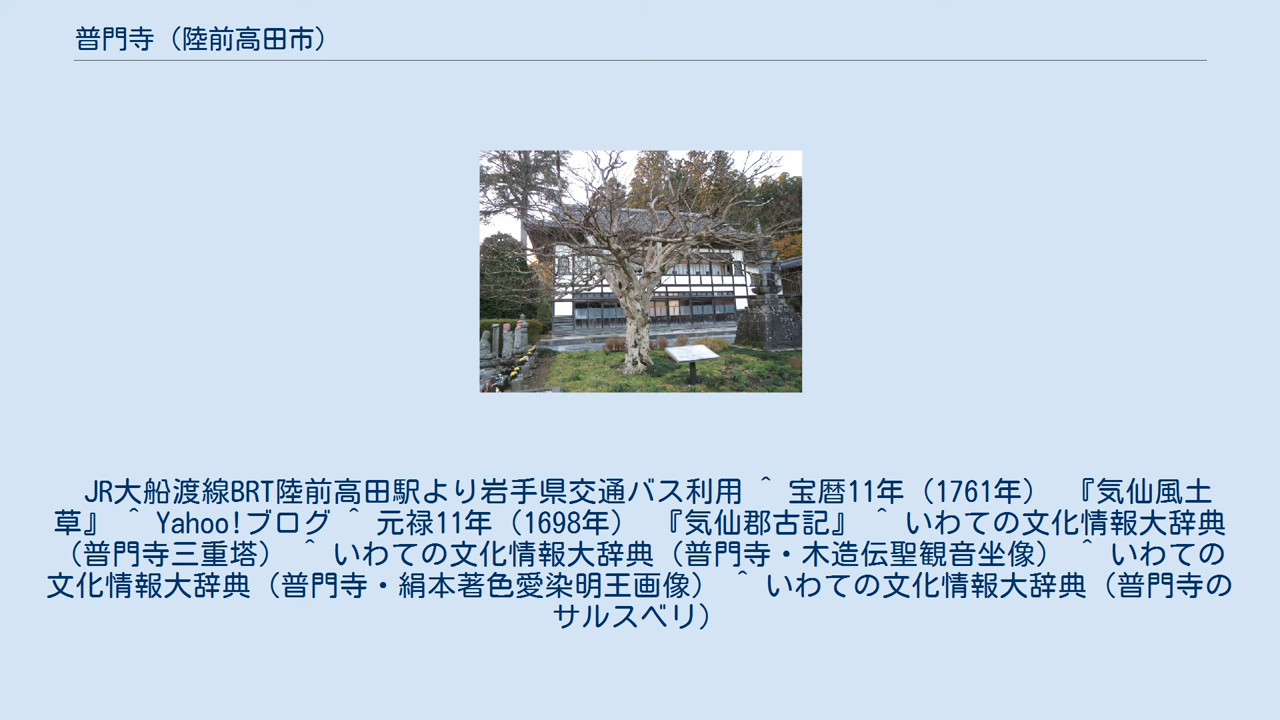 普門寺（陸前高田市）
JR大船渡線BRT陸前高田駅より岩手県交通バス利用 ^ 宝暦11年（1761年） 『気仙風土
草』 ^ Yahoo!ブログ ^ 元禄11年（1698年） 『気仙郡古記』 ^ いわての文化情報大辞典
（普門寺三重塔） ^ いわての文化情報大辞典（普門寺・木造伝聖観音坐像） ^ いわての
文化情報大辞典（普門寺・絹本著色愛染明王画像） ^ いわての文化情報大辞典（普門寺の
サルスベリ）